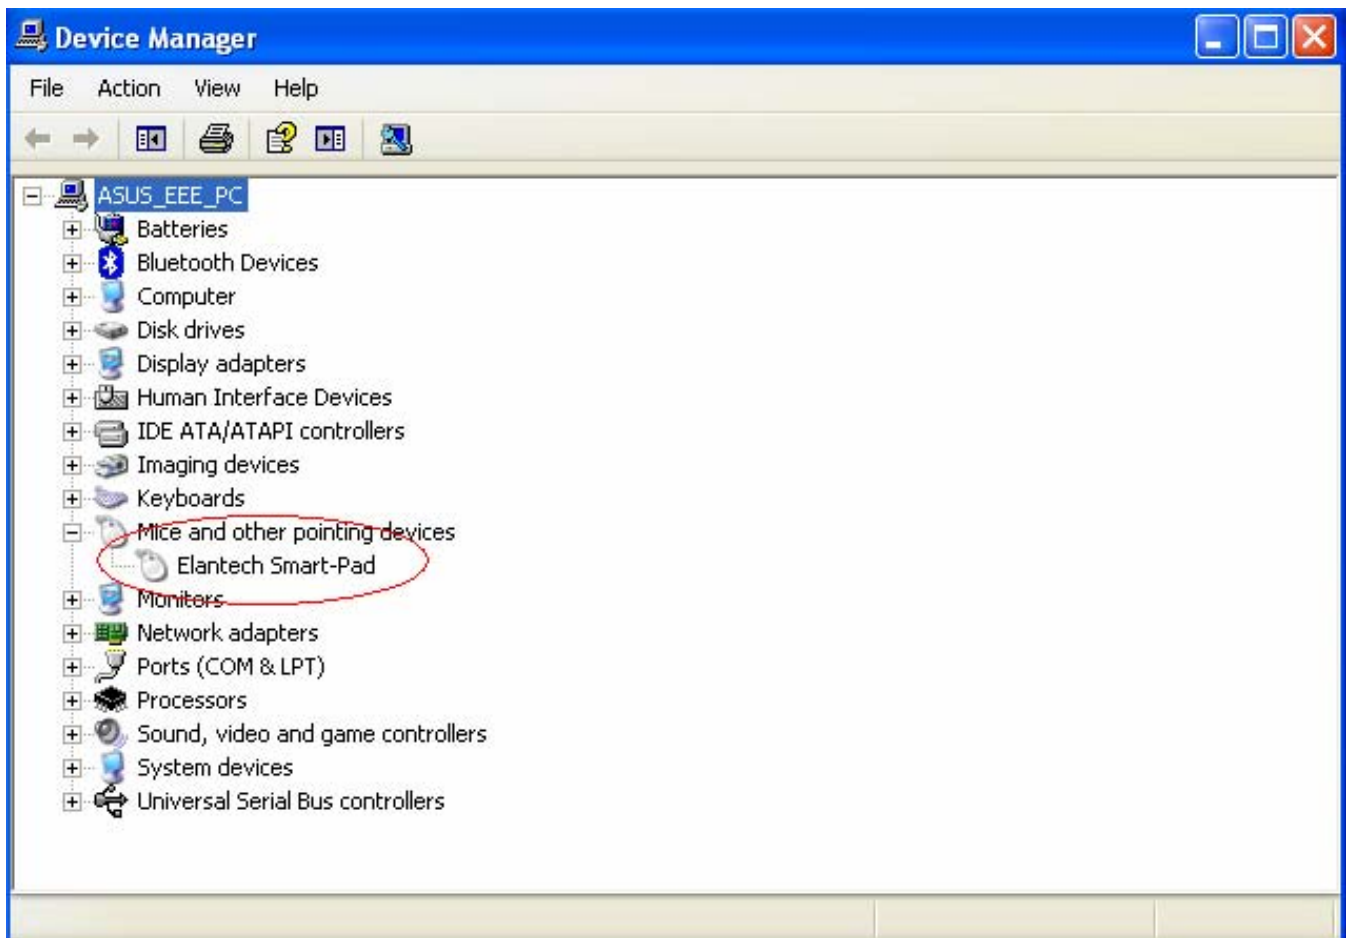 Device Manager
File Action View Help
ASUS_EEE_PC
Batteries
Bluetooth Devices
Computer
Disk drives
Display adapters
Human Interface Devices
IDE ATA/ATAPI controllers
Imaging devices
Keyboards
Mice and other pointing devices
Elantech Smart-Pad
Monitors
Network adapters
Ports (COM & LPT)
Processors
Sound, video and game controllers
System devices
Universal Serial Bus controllers